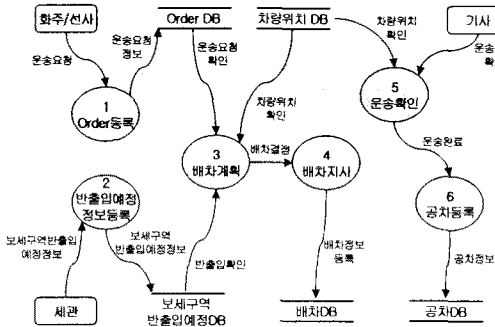 화주/선사
Order DB
차량위치 DB
기사
운송요청
운송요청
정보
운송요청
확인
차량위치
확인
차량위치
확인
운송
확인
1
Order등록
5
운송확인
3
배차계획
배차결정
4
배차지시
운송완료
2
반출입예정
정보등록
6
공차등록
보세구역반출입
예정정보
보세구역
반출입예정정보
반출입확인
배차정보
등록
공차정보
세관
보세구역
반출입예정DB
배차DB
공차DB